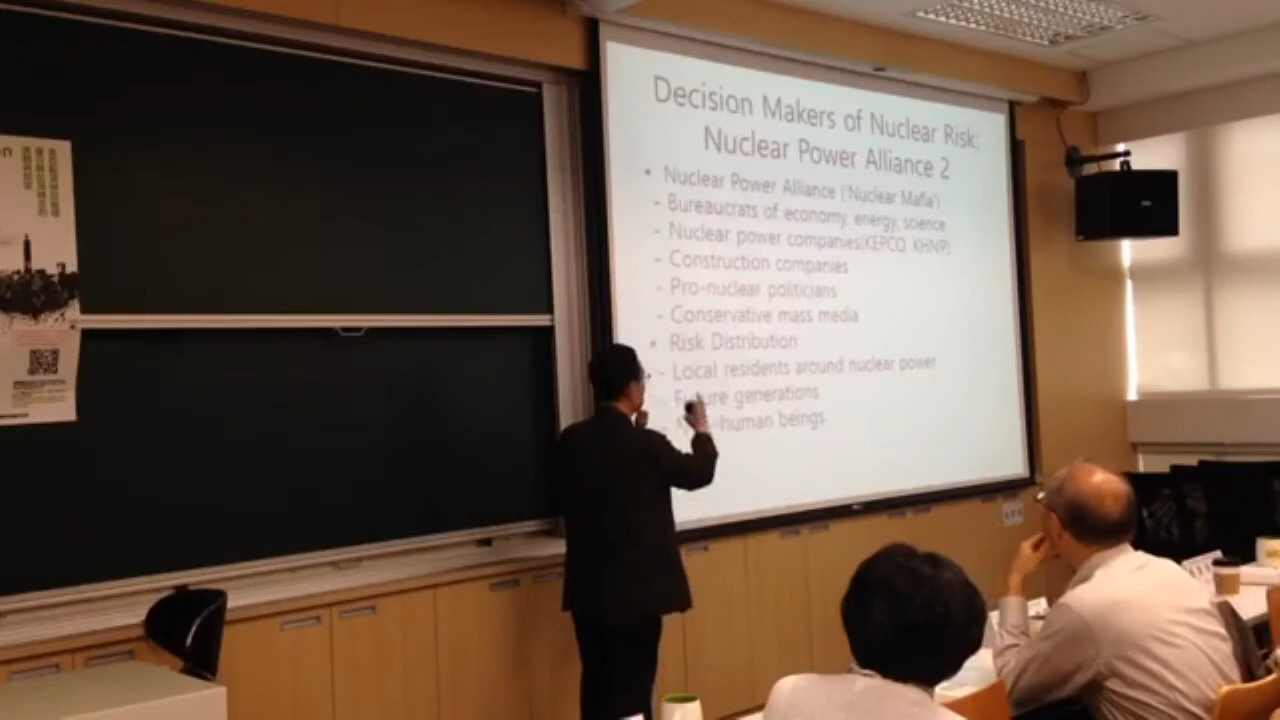 Decision Makers of Nuclear Risk:
Nuclear Power Alliance 2
• Nuclear Power Alliance ('Nuclear Mafia')
- Bureaucrats of economy, energy, science
- Nuclear power companies(KEPCO, KHNP)
- Construction companies
- Pro-nuclear politicians
- Conservative mass media
• Risk Distribution
- Local residents around nuclear power
Future generations
human beings
on